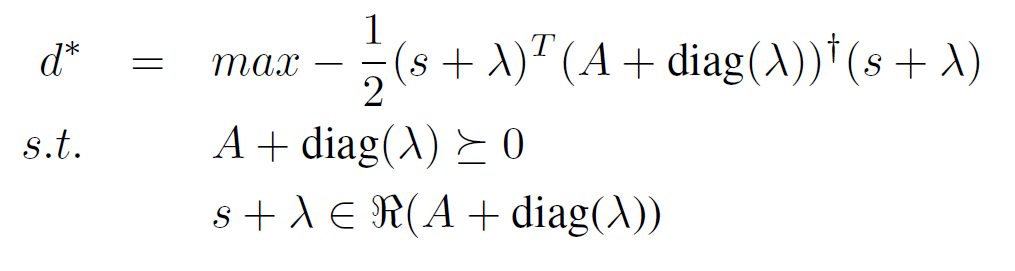 d* = max − 1/2 (s + λ)ᵀ(A + diag(λ))†(s + λ)
s.t. A + diag(λ) ⪰ 0
s + λ ∈ ℜ(A + diag(λ))